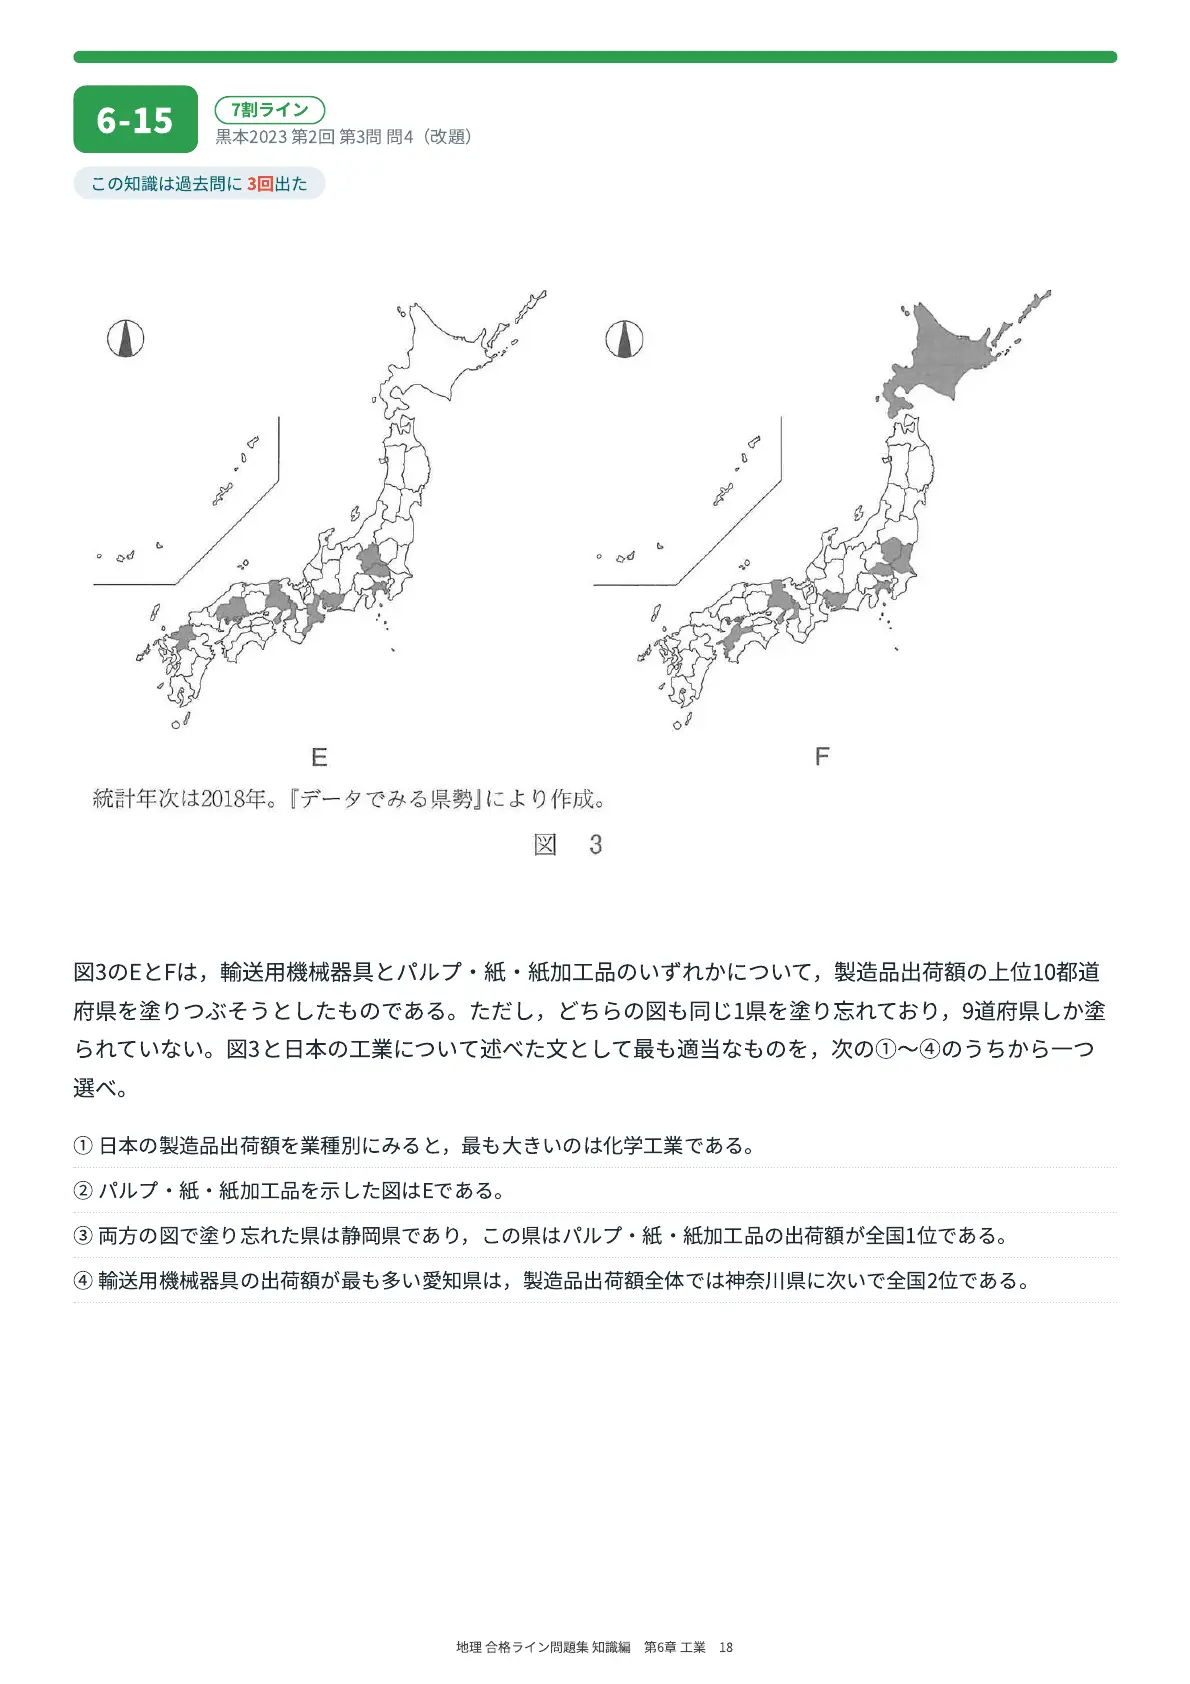 6-15
7割ライン
黒本2023 第2回 第3問 問4（改題）
この知識は過去問に 3回出た
E
F
統計年次は2018年。『データでみる県勢』により作成。
図 3
図3のEとFは，輸送用機械器具とパルプ・紙・紙加工品のいずれかについて，製造品出荷額の上位10都道
府県を塗りつぶそうとしたものである。ただし，どちらの図も同じ1県を塗り忘れており，9道府県しか塗
られていない。図3と日本の工業について述べた文として最も適当なものを，次の①〜④のうちから一つ
選べ。
① 日本の製造品出荷額を業種別にみると，最も大きいのは化学工業である。
② パルプ・紙・紙加工品を示した図はEである。
③ 両方の図で塗り忘れた県は静岡県であり，この県はパルプ・紙・紙加工品の出荷額が全国1位である。
④ 輸送用機械器具の出荷額が最も多い愛知県は，製造品出荷額全体では神奈川県に次いで全国2位である。
地理 合格ライン問題集 知識編　第6章 工業　18